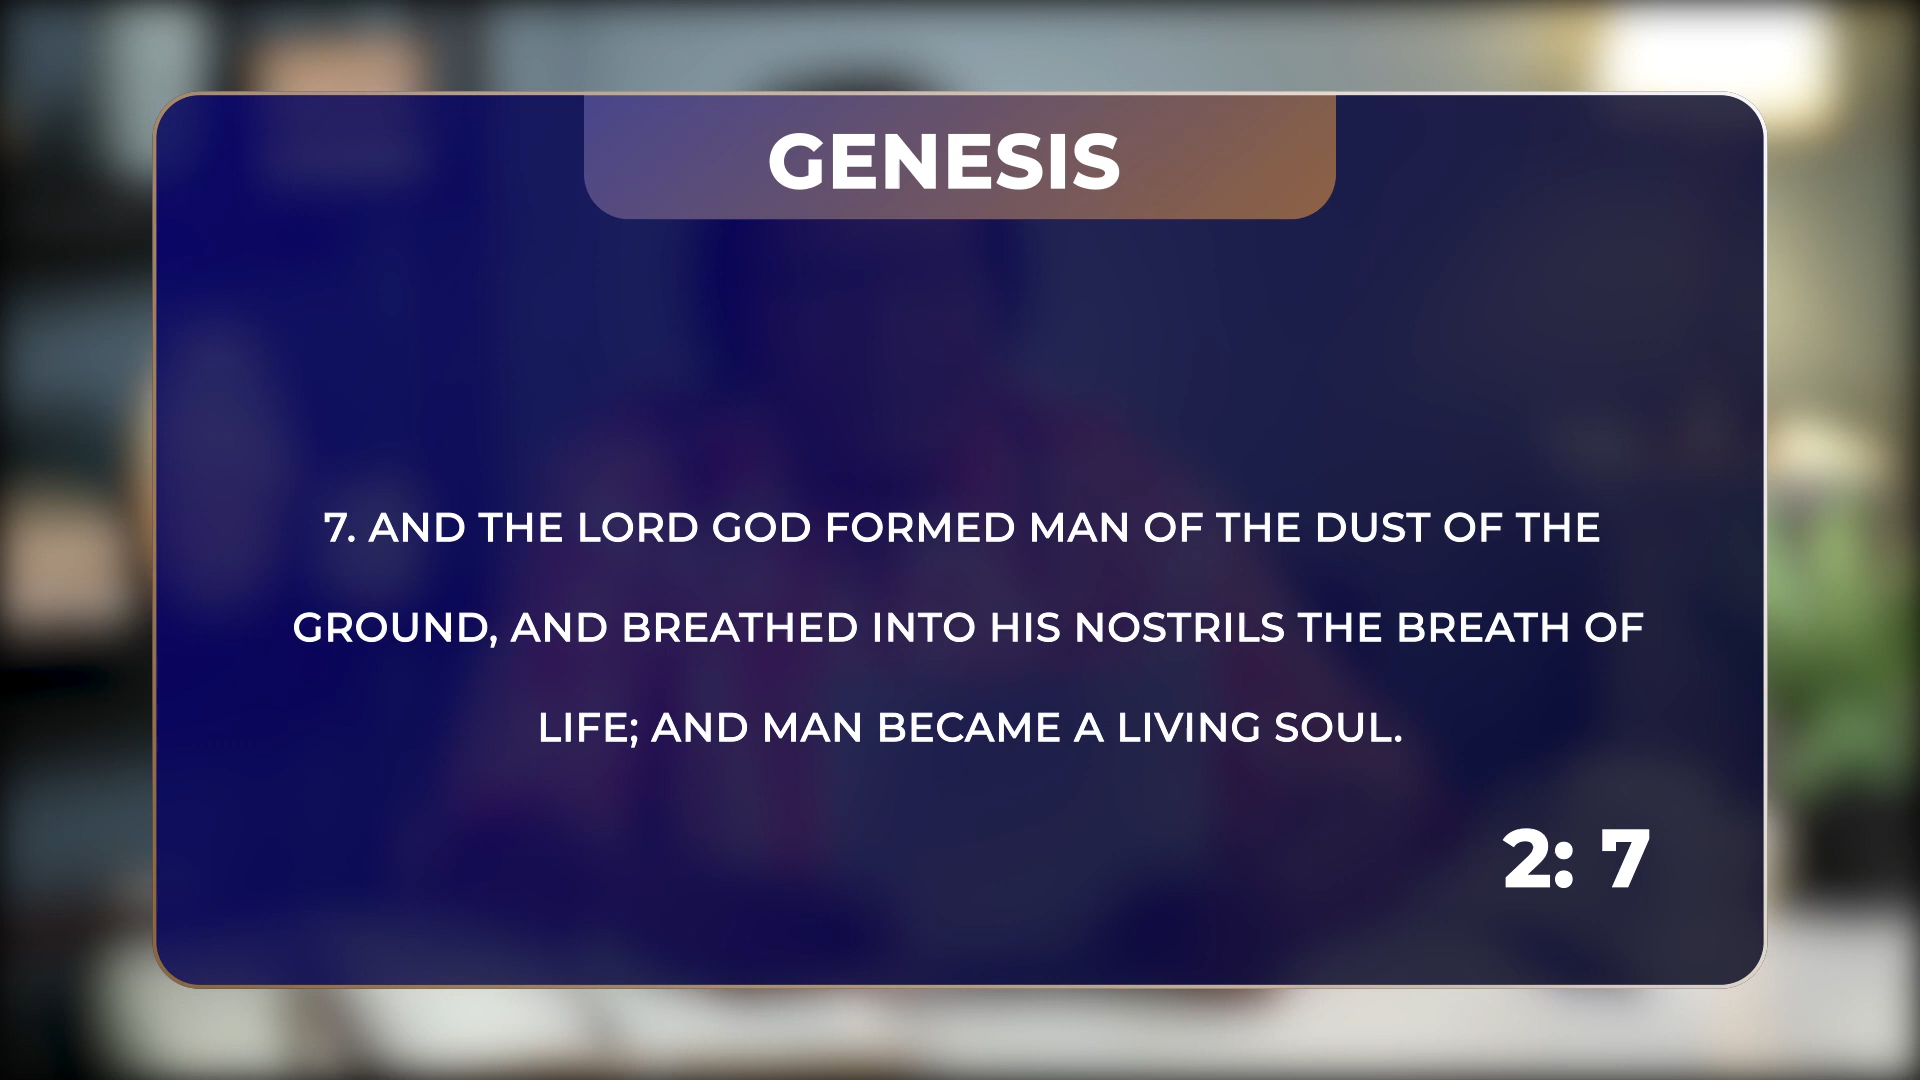 GENESIS
7. AND THE LORD GOD FORMED MAN OF THE DUST OF THE
GROUND, AND BREATHED INTO HIS NOSTRILS THE BREATH OF
LIFE; AND MAN BECAME A LIVING SOUL.
2: 7